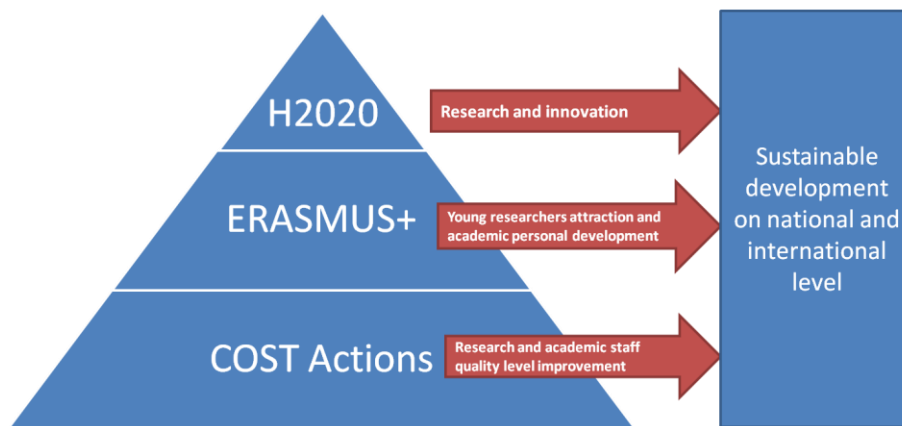 H2020
Research and innovation
ERASMUS+
Young researchers attraction and
academic personal development
COST Actions
Research and academic staff
quality level improvement
Sustainable
development
on national and
international
level